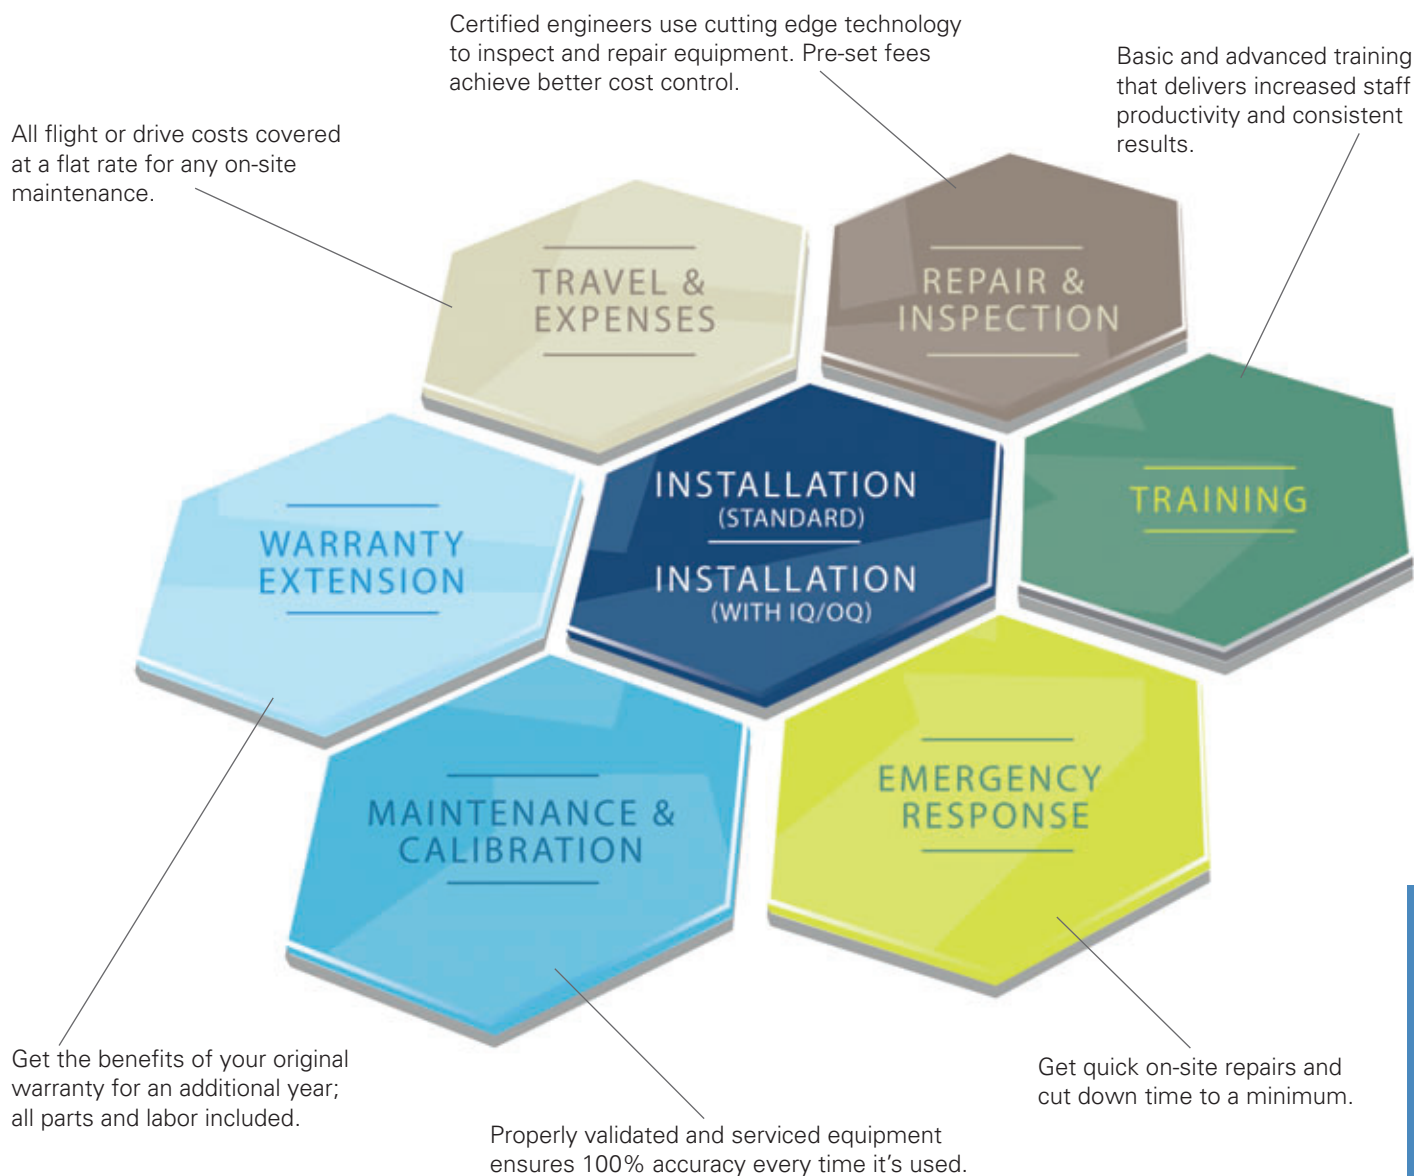 Certified engineers use cutting edge technology
to inspect and repair equipment. Pre-set fees
achieve better cost control.
Basic and advanced training
that delivers increased staff
productivity and consistent
results.
All flight or drive costs covered
at a flat rate for any on-site
maintenance.
TRAVEL &
EXPENSES
REPAIR &
INSPECTION
INSTALLATION
(STANDARD)
INSTALLATION
(WITH IQ/OQ)
TRAINING
WARRANTY
EXTENSION
MAINTENANCE &
CALIBRATION
EMERGENCY
RESPONSE
Get the benefits of your original
warranty for an additional year;
all parts and labor included.
Get quick on-site repairs and
cut down time to a minimum.
Properly validated and serviced equipment
ensures 100% accuracy every time it’s used.